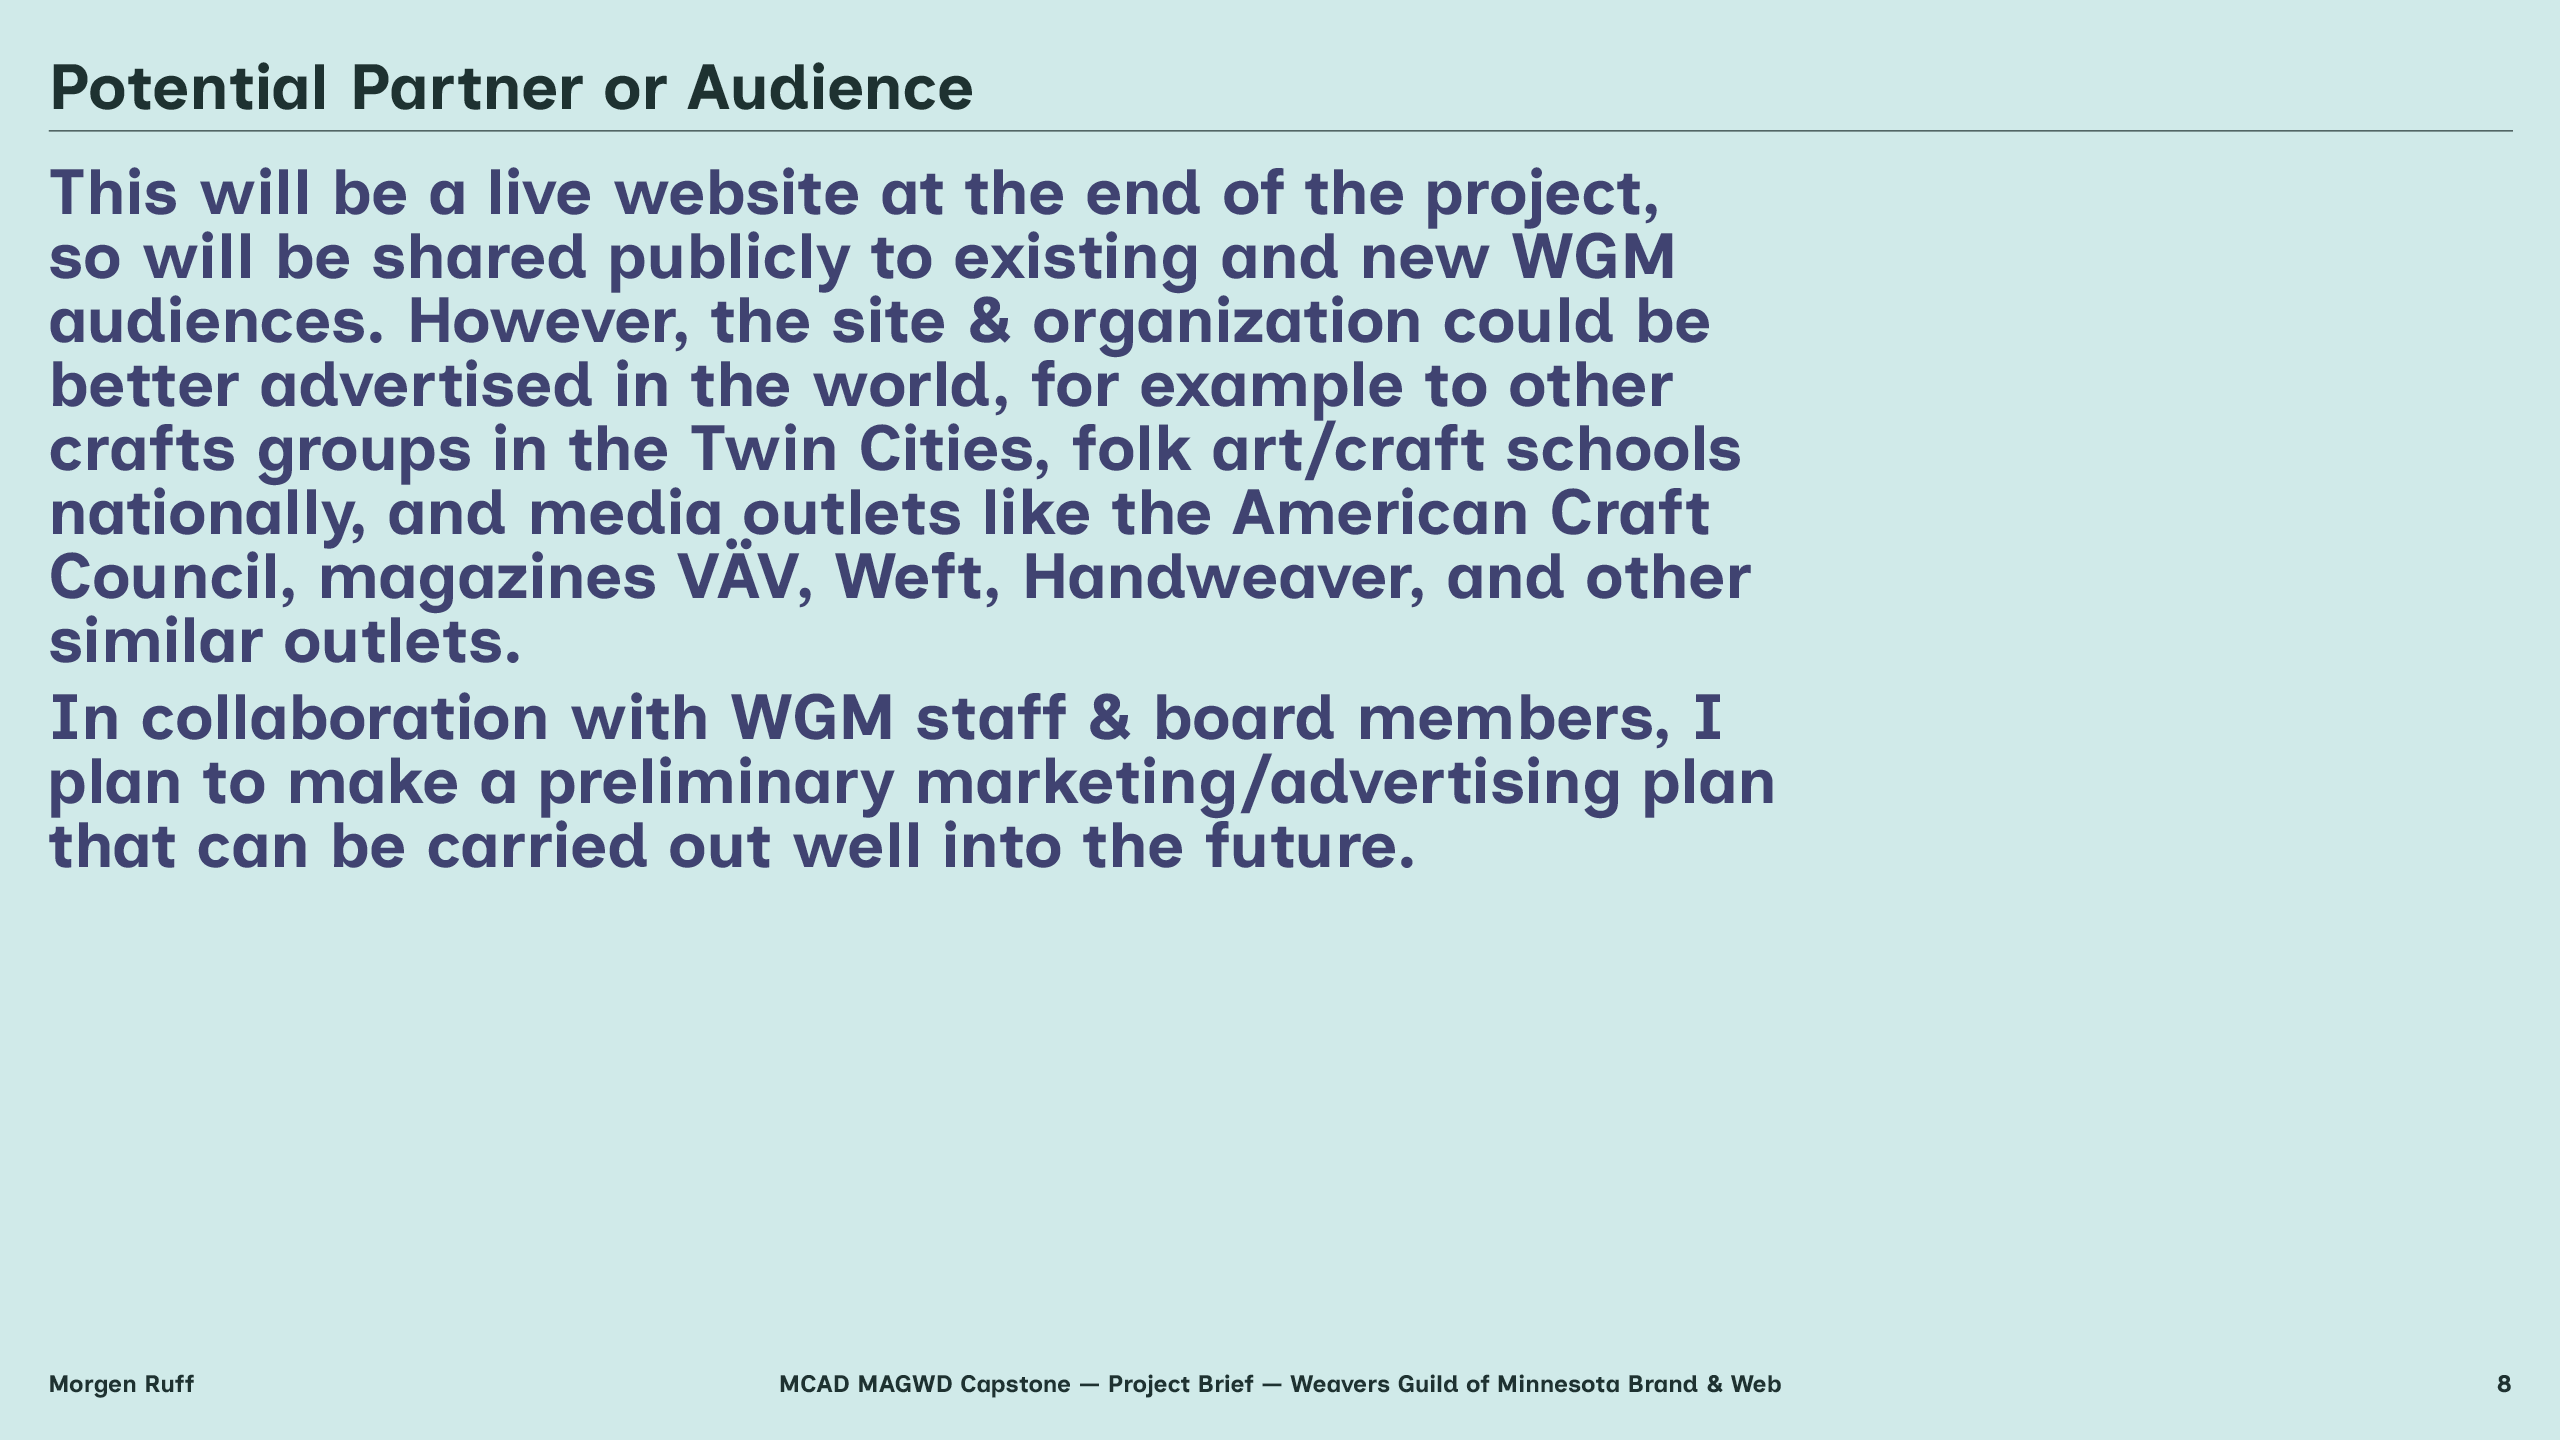 Potential Partner or Audience
This will be a live website at the end of the project,
so will be shared publicly to existing and new WGM
audiences. However, the site & organization could be
better advertised in the world, for example to other
crafts groups in the Twin Cities, folk art/craft schools
nationally, and media outlets like the American Craft
Council, magazines VÄV, Weft, Handweaver, and other
similar outlets.
In collaboration with WGM staff & board members, I
plan to make a preliminary marketing/advertising plan
that can be carried out well into the future.
Morgen Ruff
MCAD MAGWD Capstone — Project Brief — Weavers Guild of Minnesota Brand & Web
8